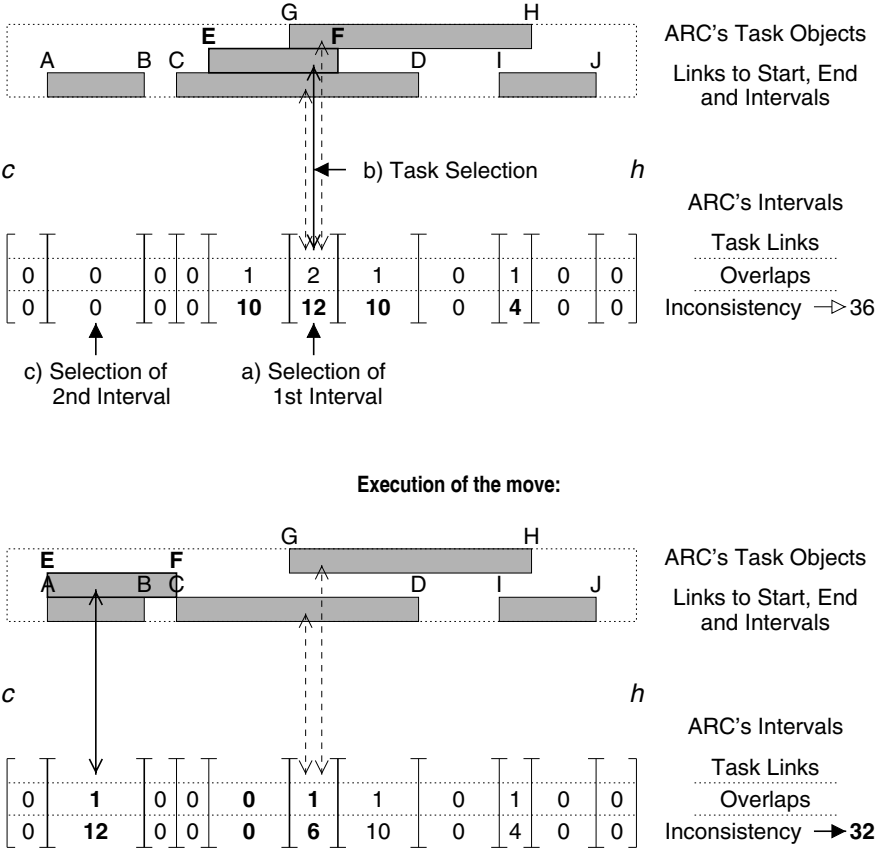 G H
E F
ARC's Task Objects
A B C D I J
Links to Start, End
and Intervals
b) Task Selection
c h
ARC's Intervals
Task Links
0 0 0 0 1 2 1 0 1 0 0 Overlaps
0 0 0 0 10 12 10 0 4 0 0 Inconsistency 36
c) Selection of
2nd Interval
a) Selection of
1st Interval
Execution of the move:
G H
E F
ARC's Task Objects
A B C D I J
Links to Start, End
and Intervals
c h
ARC's Intervals
Task Links
0 1 0 0 0 1 1 0 1 0 0 Overlaps
0 12 0 0 0 6 10 0 4 0 0 Inconsistency 32